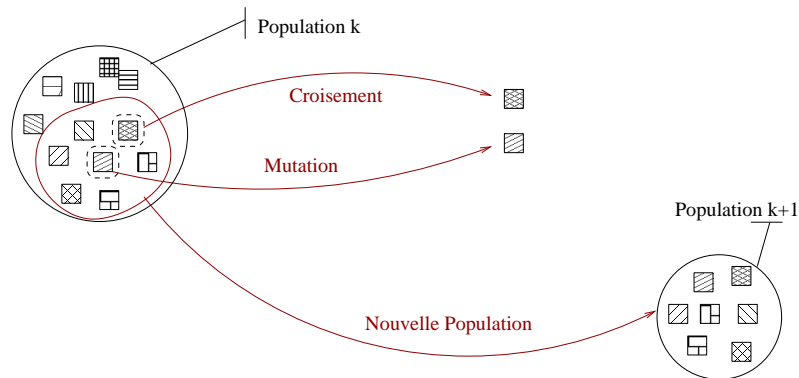 Population k
Croisement
Mutation
Population k+1
Nouvelle Population